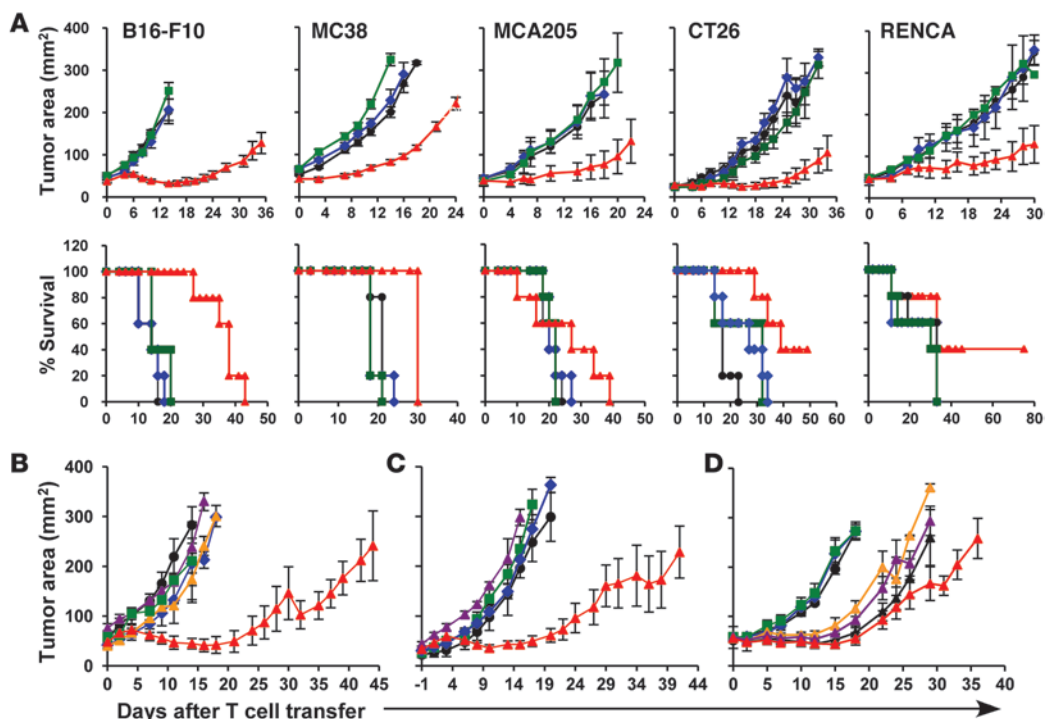 A
B16-F10
MC38
MCA205
CT26
RENCA
Tumor area (mm²)
400
300
200
100
0
0 6 12 18 24 30 36
0 4 8 12 16 20 24
0 4 8 12 16 20 24
0 6 12 18 24 30 36
0 6 12 18 24 30
% Survival
120
100
80
60
40
20
0
0 10 20 30 40 50
0 10 20 30 40
0 10 20 30 40 50
0 10 20 30 40 50 60
0 20 40 60 80
B
C
D
Tumor area (mm²)
400
300
200
100
0
0 5 10 15 20 25 30 35 45
-1 4 9 14 19 24 29 34 39 44
0 5 10 15 20 25 30 35 40
Days after T cell transfer